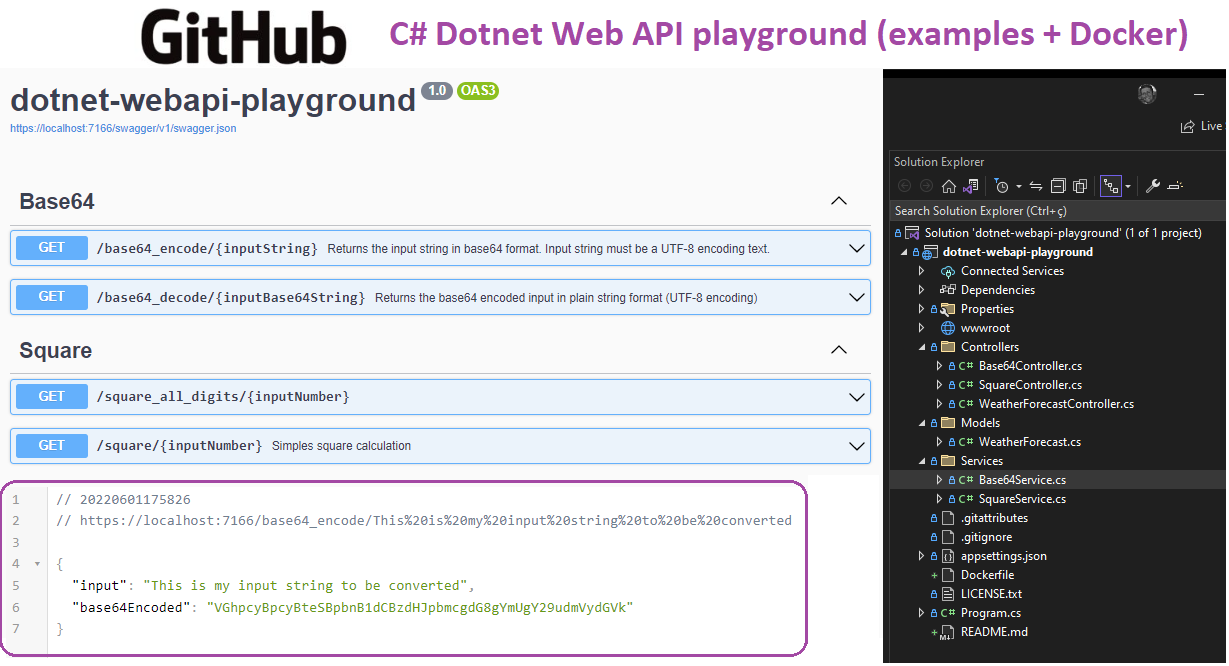 GitHub
C# Dotnet Web API playground (examples + Docker)
dotnet-webapi-playground 1.0 OAS3
https://localhost:7166/swagger/v1/swagger.json
Base64
GET /base64_encode/{inputString} Returns the input string in base64 format. Input string must be a UTF-8 encoding text.
GET /base64_decode/{inputBase64String} Returns the base64 encoded input in plain string format (UTF-8 encoding)
Square
GET /square_all_digits/{inputNumber}
GET /square/{inputNumber} Simples square calculation
1 // 20220601175826
2 // https://localhost:7166/base64_encode/This%20is%20my%20input%20string%20to%20be%20converted
3
4 {
5 "input": "This is my input string to be converted",
6 "base64Encoded": "VGhpcyBpcyBteSBpbnB1dCBzdHJpbmcgdG8gYmUgY29udmVydGVk"
7 }
Live
Solution Explorer
Search Solution Explorer (Ctrl+ç)
Solution 'dotnet-webapi-playground' (1 of 1 project)
dotnet-webapi-playground
Connected Services
Dependencies
Properties
wwwroot
Controllers
C# Base64Controller.cs
C# SquareController.cs
C# WeatherForecastController.cs
Models
C# WeatherForecast.cs
Services
C# Base64Service.cs
C# SquareService.cs
.gitattributes
.gitignore
appsettings.json
Dockerfile
LICENSE.txt
C# Program.cs
README.md